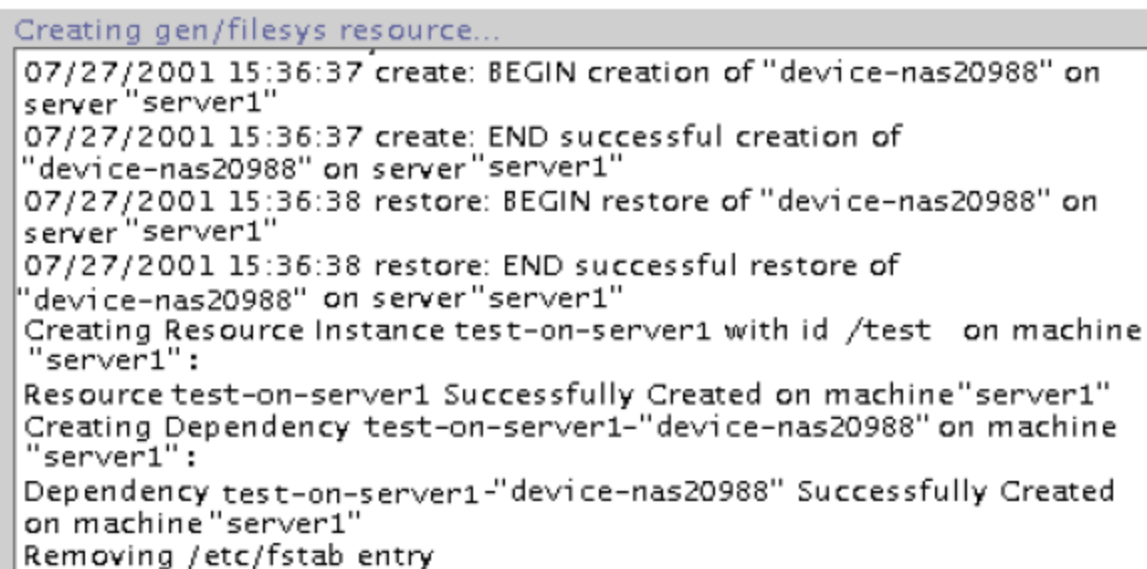 Creating gen/filesys resource...
07/27/2001 15:36:37 create: BEGIN creation of "device-nas20988" on
server "server1"
07/27/2001 15:36:37 create: END successful creation of
"device-nas20988" on server "server1"
07/27/2001 15:36:38 restore: BEGIN restore of "device-nas20988" on
server "server1"
07/27/2001 15:36:38 restore: END successful restore of
"device-nas20988" on server "server1"
Creating Resource Instance test-on-server1 with id /test on machine
"server1":
Resource test-on-server1 Successfully Created on machine "server1"
Creating Dependency test-on-server1-"device-nas20988" on machine
"server1":
Dependency test-on-server1-"device-nas20988" Successfully Created
on machine "server1"
Removing /etc/fstab entry